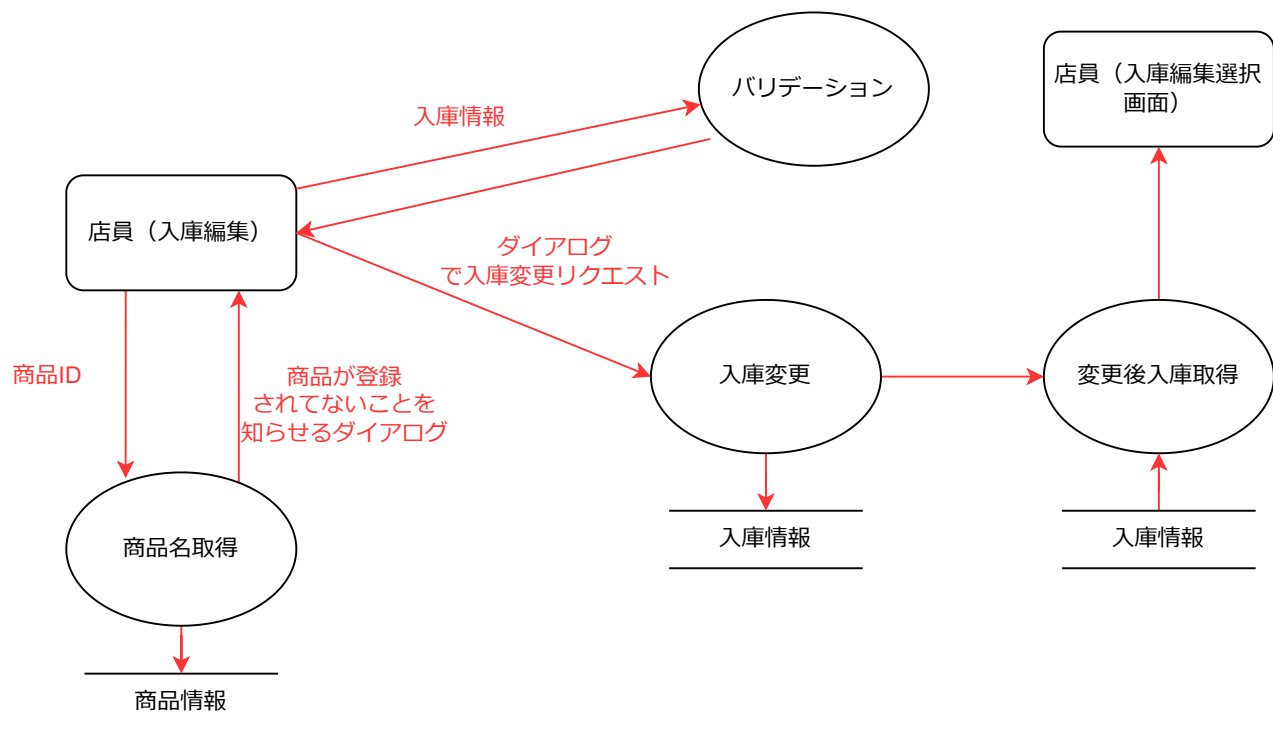 バリデーション
店員（入庫編集選択
画面）
入庫情報
店員（入庫編集）
ダイアログ
で入庫変更リクエスト
商品ID
商品が登録
されてないことを
知らせるダイアログ
入庫変更
変更後入庫取得
商品名取得
入庫情報
入庫情報
商品情報